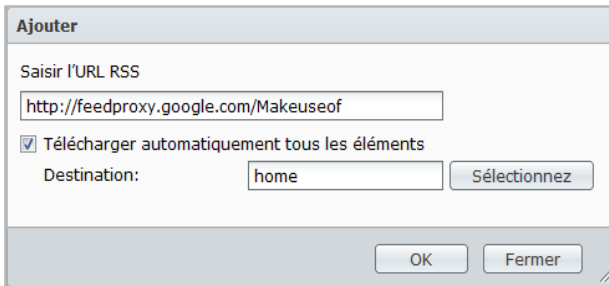 Ajouter
Saisir l'URL RSS
http://feedproxy.google.com/Makeuseof
Télécharger automatiquement tous les éléments
Destination: home Sélectionnez
OK Fermer